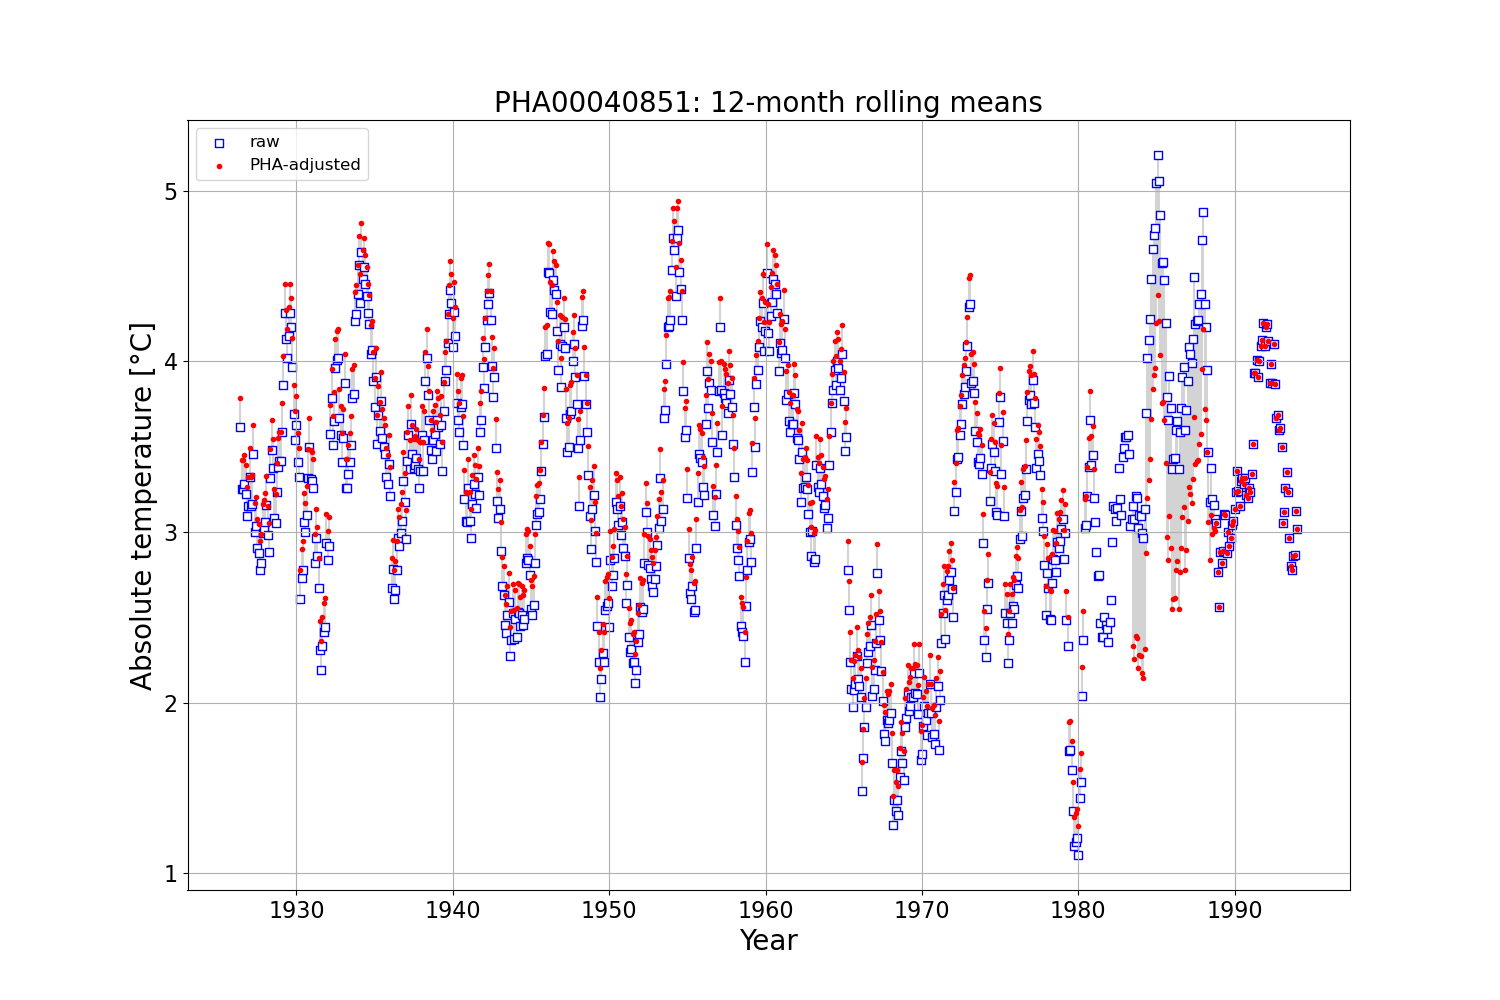 PHA00040851: 12-month rolling means
raw
PHA-adjusted
Absolute temperature [°C]
5
4
3
2
1
1930 1940 1950 1960 1970 1980 1990
Year